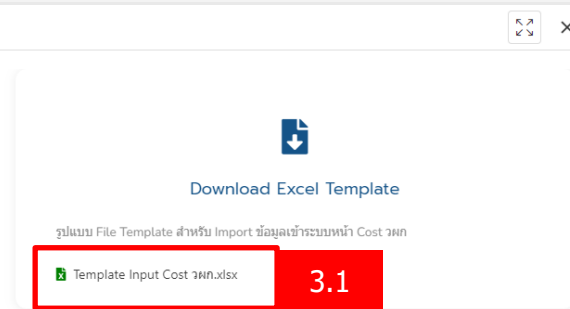 Download Excel Template
รูปแบบ File Template สำหรับ Import ข้อมูลเข้าระบบหน้า Cost วผก
Template Input Cost วผก.xlsx
3.1